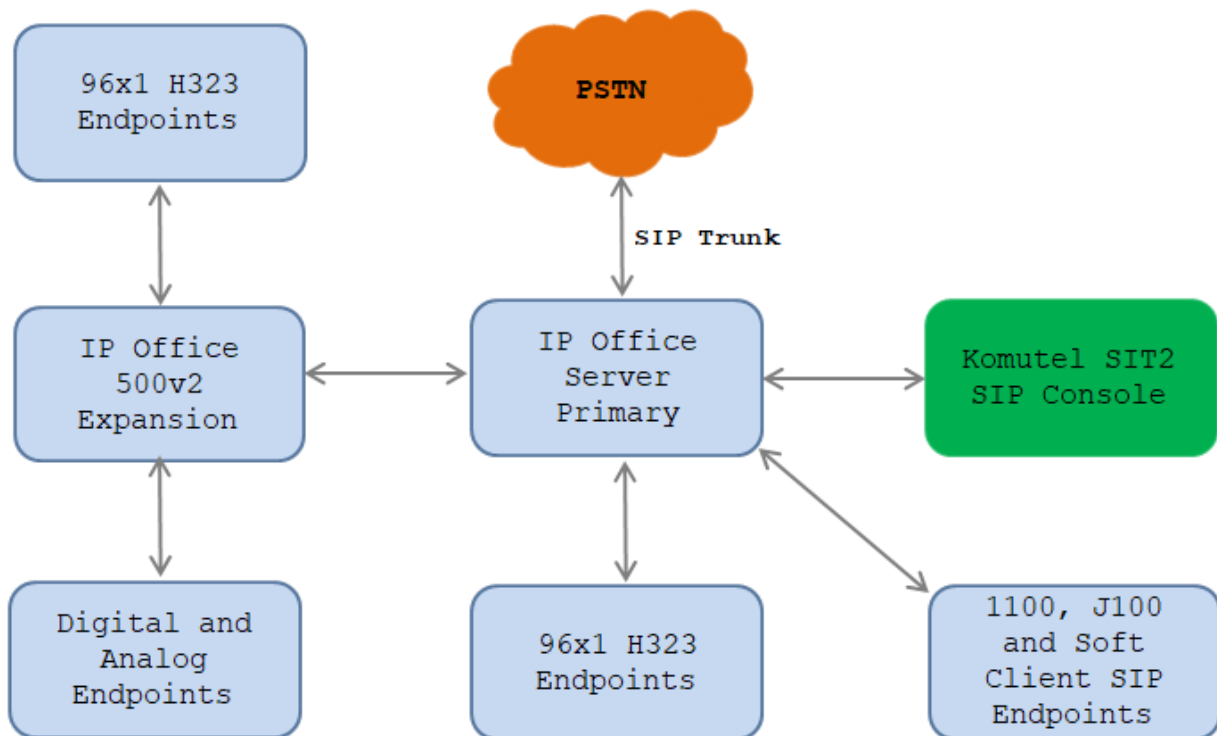 96x1 H323
Endpoints
PSTN
SIP Trunk
IP Office
500v2
Expansion
IP Office
Server
Primary
Komutel SIT2
SIP Console
Digital and
Analog
Endpoints
96x1 H323
Endpoints
1100, J100
and Soft
Client SIP
Endpoints